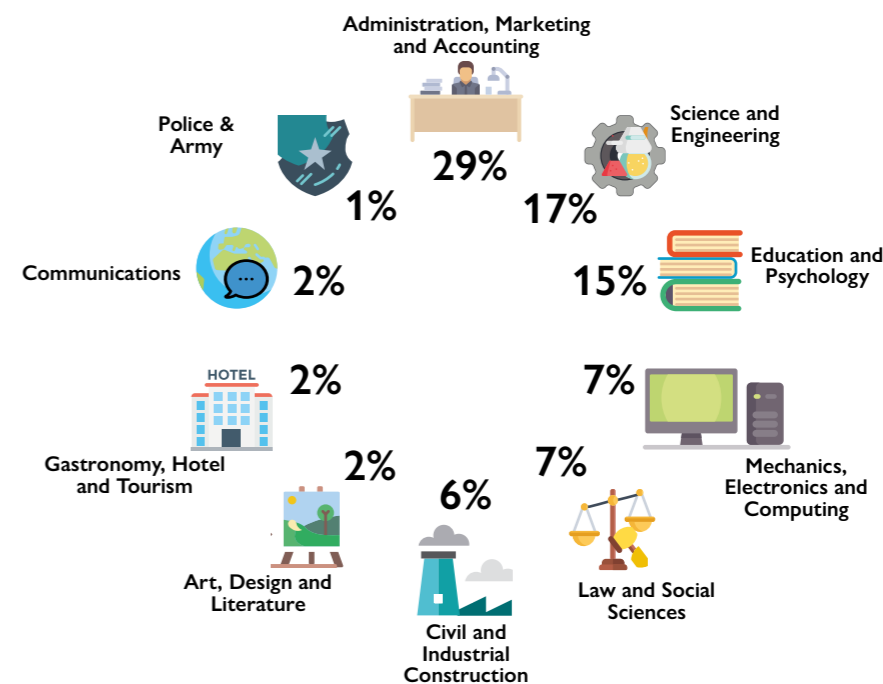 Administration, Marketing
and Accounting
29%
Science and
Engineering
17%
Education and
Psychology
15%
Mechanics,
Electronics and
Computing
7%
Law and Social
Sciences
7%
Civil and
Industrial
Construction
6%
Art, Design and
Literature
2%
HOTEL
Gastronomy, Hotel
and Tourism
2%
Communications
2%
Police &
Army
1%